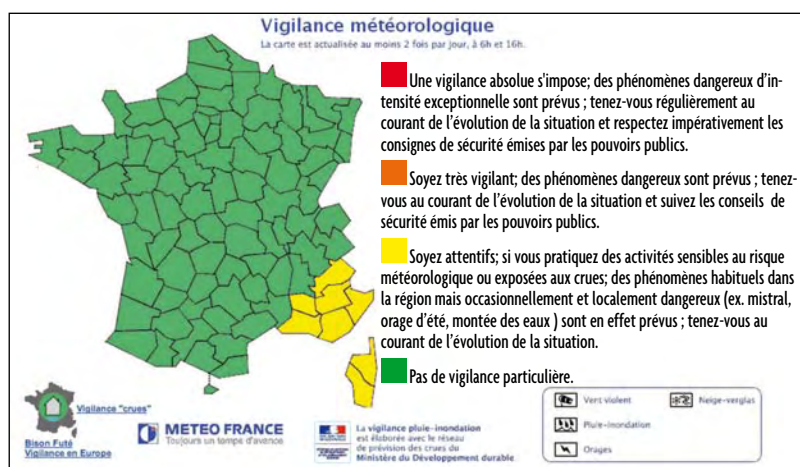 Vigilance météorologique
La carte est actualisée au moins 2 fois par jour, à 6h et 16h.
Une vigilance absolue s'impose; des phénomènes dangereux d'in-
tensité exceptionnelle sont prévus ; tenez-vous régulièrement au
courant de l'évolution de la situation et respectez impérativement les
consignes de sécurité émises par les pouvoirs publics.
Soyez très vigilant; des phénomènes dangereux sont prévus ; tenez-
vous au courant de l'évolution de la situation et suivez les conseils de
sécurité émis par les pouvoirs publics.
Soyez attentifs; si vous pratiquez des activités sensibles au risque
météorologique ou exposées aux crues; des phénomènes habituels dans
la région mais occasionnellement et localement dangereux (ex. mistral,
orage d'été, montée des eaux ) sont en effet prévus ; tenez-vous au
courant de l'évolution de la situation.
Pas de vigilance particulière.
Vigilance "crues"
Bison Futé
Vigilance en Europe
METEO FRANCE
Toujours un temps d'avance
La vigilance pluie-inondation
est élaborée avec le réseau
de prévision des crues du
Ministère du Développement durable
Vent violent
Neige-verglas
Pluie-inondation
Orages